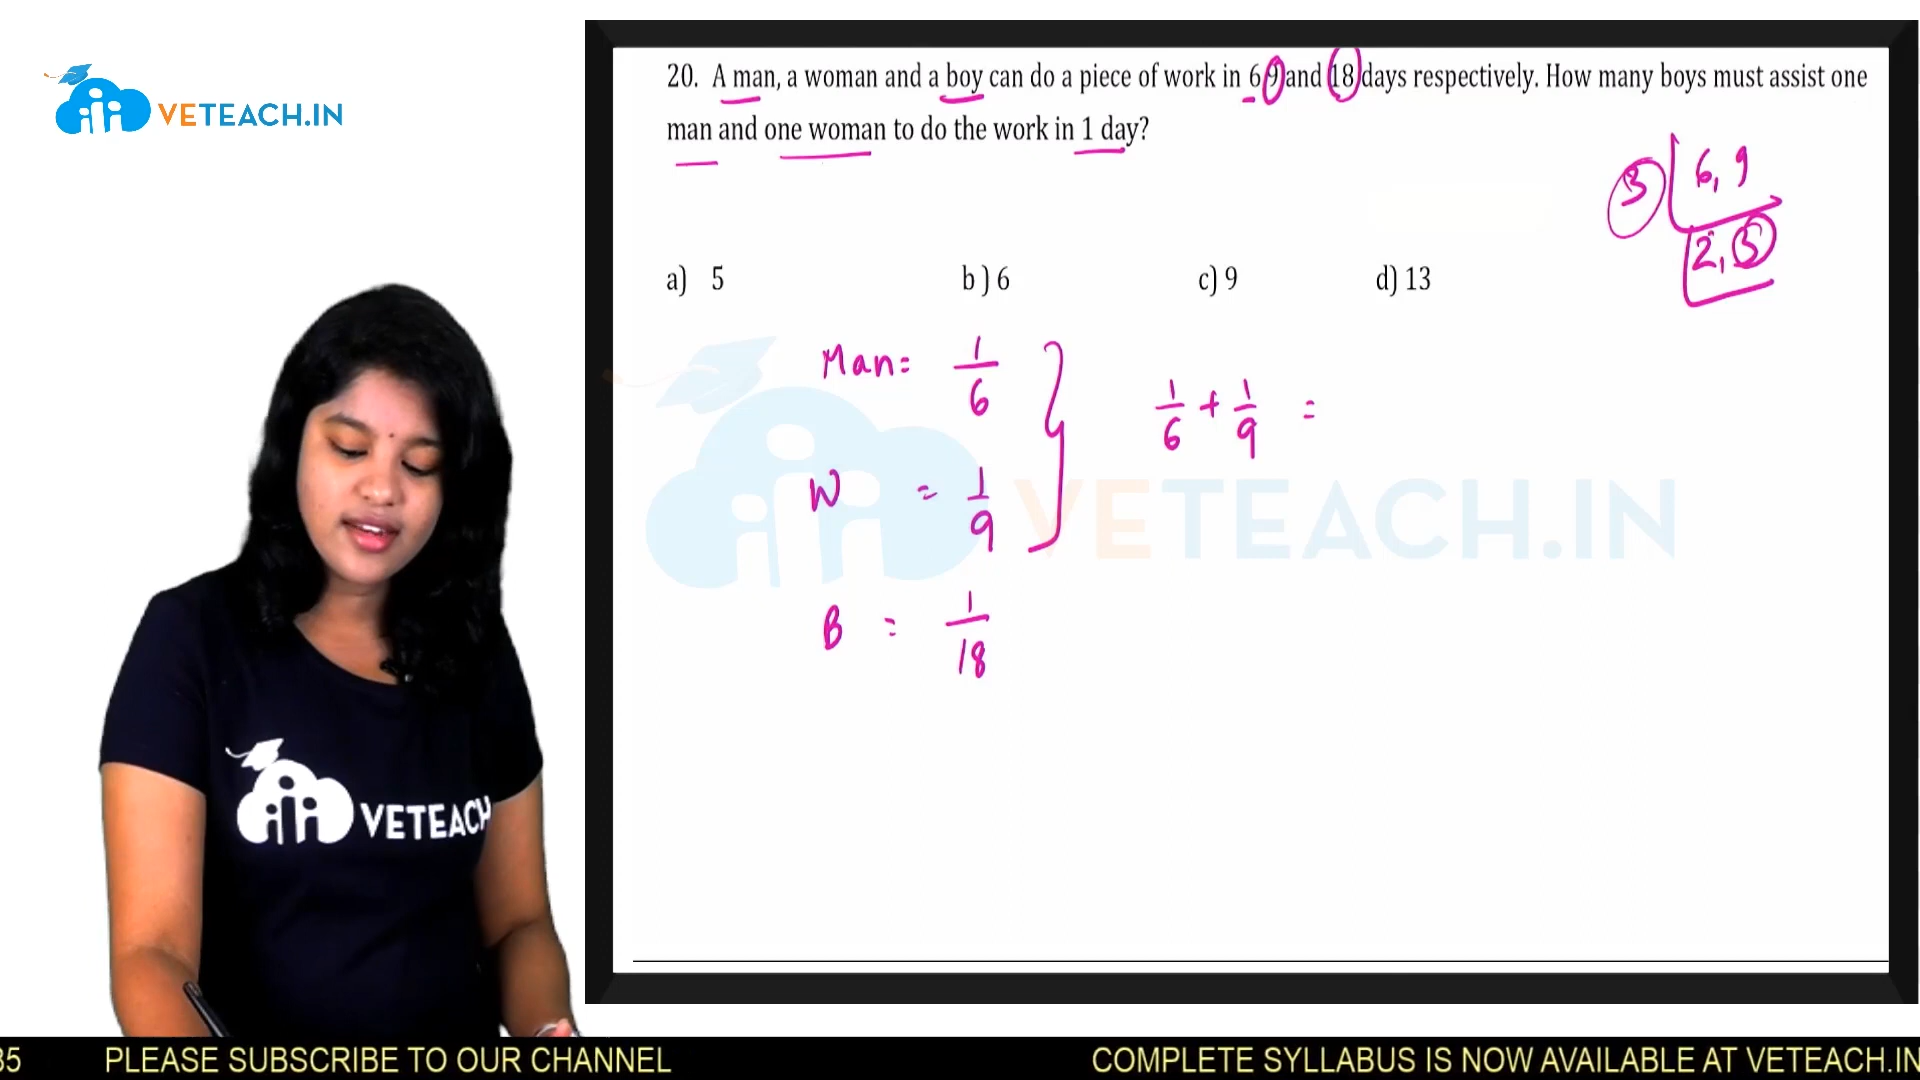 VETEACH.IN
20. A man, a woman and a boy can do a piece of work in 6,9 and 18 days respectively. How many boys must assist one
man and one woman to do the work in 1 day?
3 6, 9
2, 3
a) 5 b ) 6 c) 9 d) 13
Man = 1/6
1/6 + 1/9 =
W = 1/9
B = 1/18
VETEACH.IN
VETEACH
35 PLEASE SUBSCRIBE TO OUR CHANNEL COMPLETE SYLLABUS IS NOW AVAILABLE AT VETEACH.IN